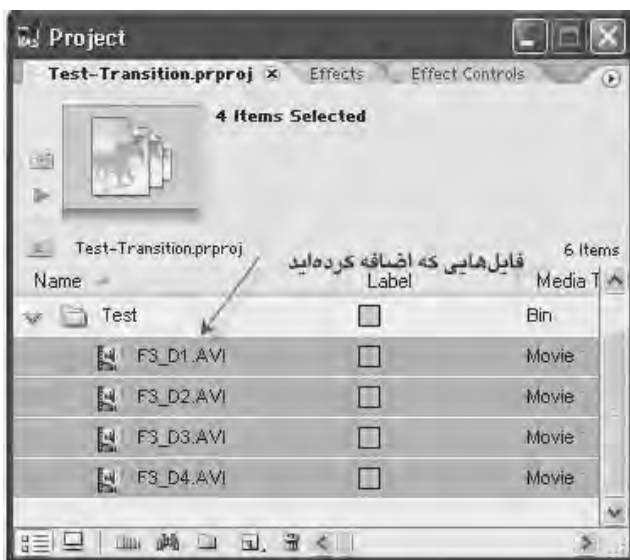 Project
Test-Transition.prproj × Effects Effect Controls
4 Items Selected
Test-Transition.prproj 6 Items
فایل‌هایی که اضافه کرده‌اید
Name Label Media T
Test Bin
F3_D1.AVI Movie
F3_D2.AVI Movie
F3_D3.AVI Movie
F3_D4.AVI Movie